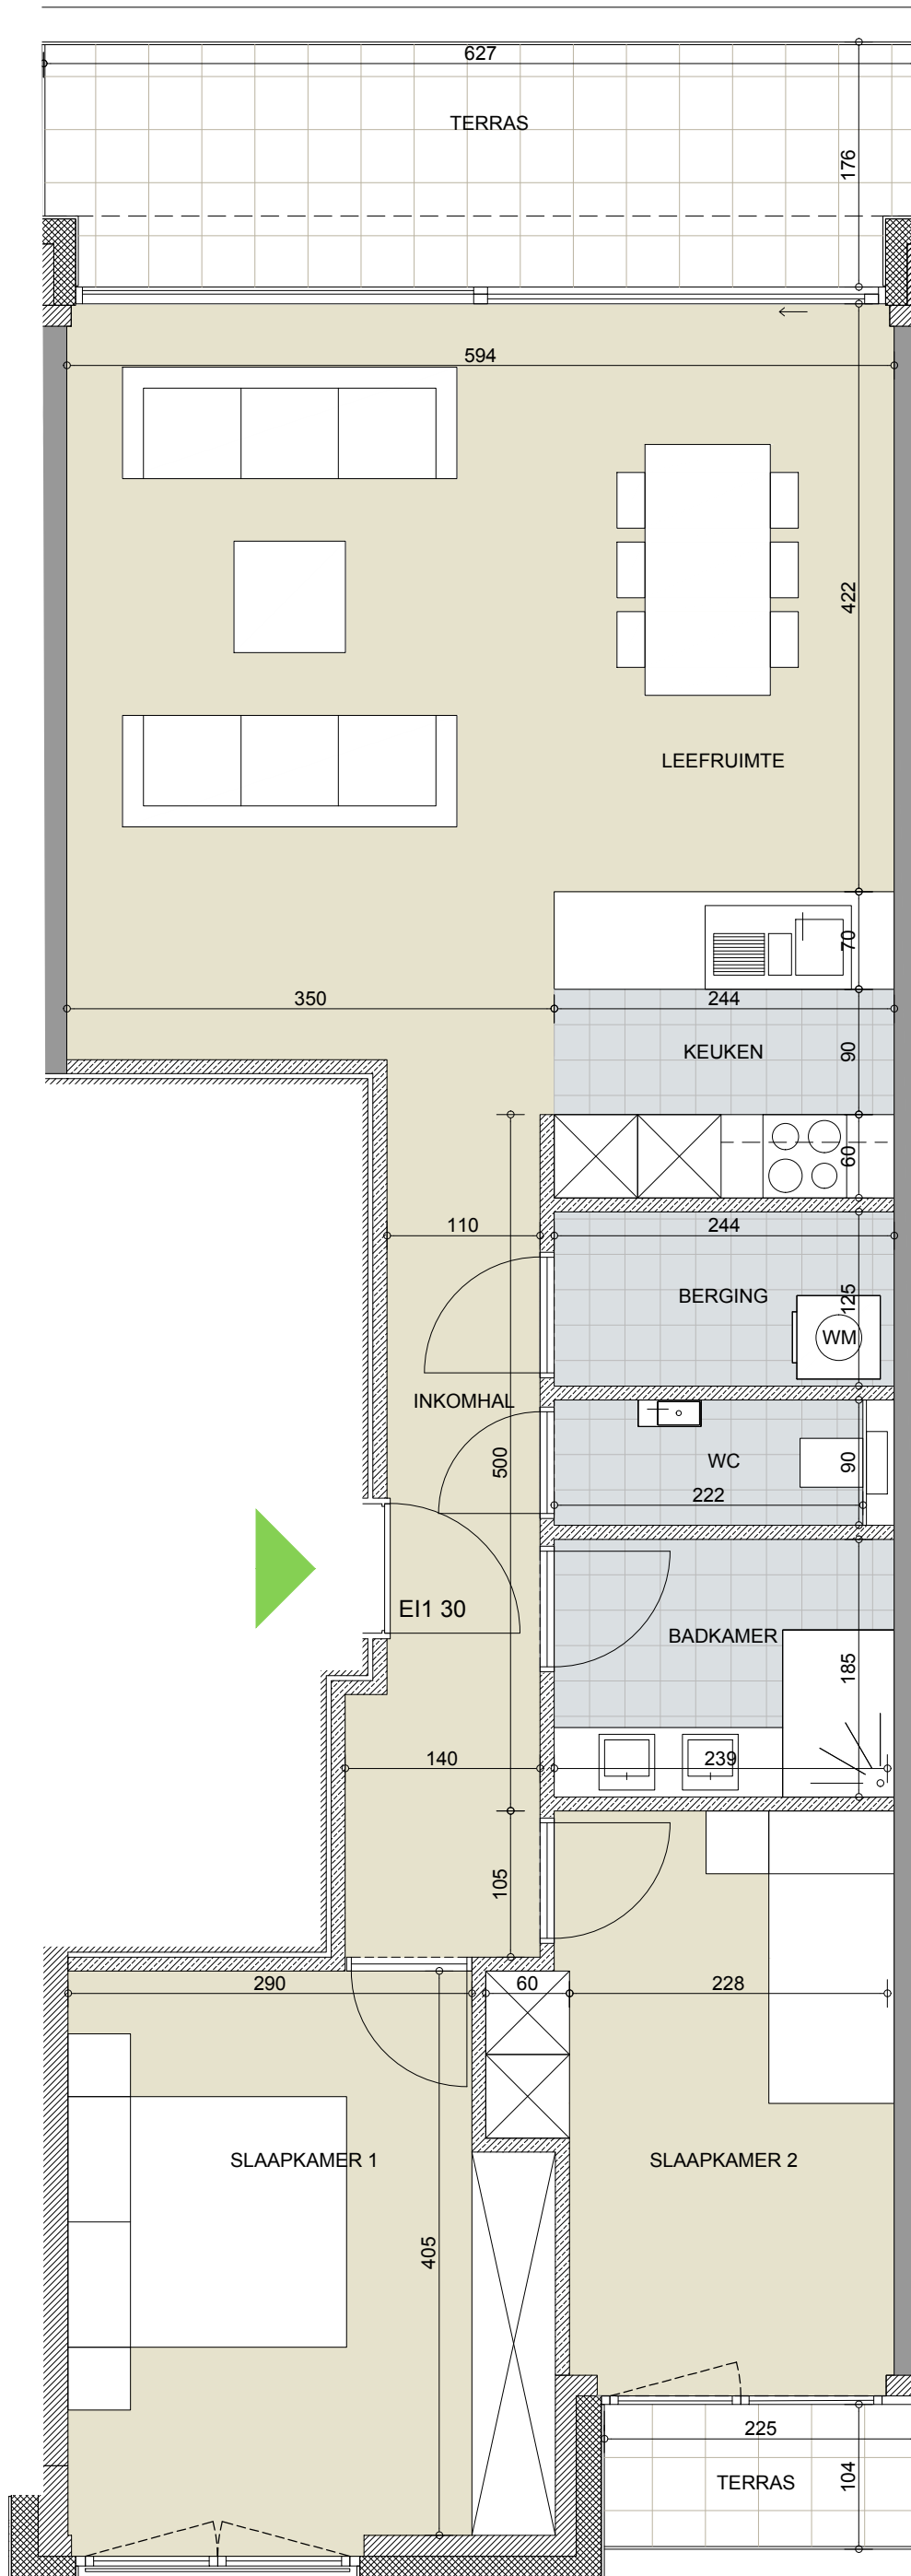 627
TERRAS
176
594
422
LEEFRUIMTE
70
350
244
KEUKEN
90
60
110
244
BERGING
125
WM
INKOMHAL
WC
90
500
222
EI1 30
BADKAMER
185
140
239
105
290
60
228
SLAAPKAMER 1
SLAAPKAMER 2
405
225
TERRAS
104